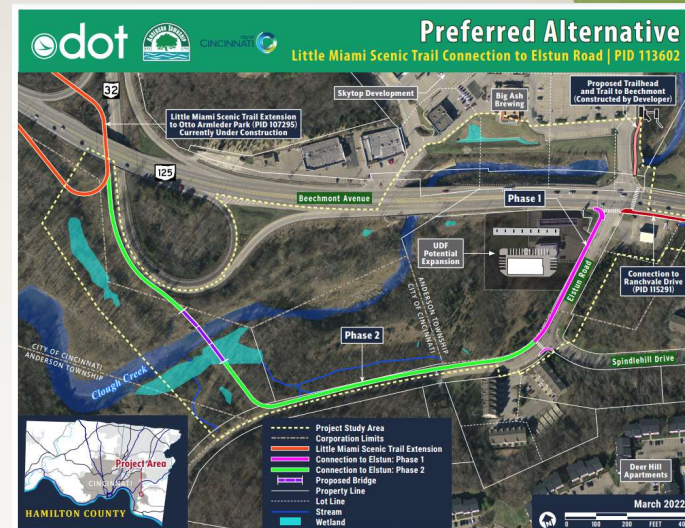 odot
ANDERSON TOWNSHIP
city of
CINCINNATI
Preferred Alternative
Little Miami Scenic Trail Connection to Elstun Road | PID 113602
32
Little Miami Scenic Trail Extension
to Otto Armleder Park (PID 107295)
Currently Under Construction
Skytop Development
Big Ash
Brewing
Proposed Trailhead
and Trail to Beechmont
(Constructed by Developer)
125
Beechmont Avenue
Phase 1
UDF
Potential
Expansion
Elstun Road
Connection to
Ranchvale Drive
(PID 115291)
ANDERSON TOWNSHIP
CITY OF CINCINNATI
Phase 2
Spindlehill Drive
CITY OF CINCINNATI
ANDERSON TOWNSHIP
Clough Creek
Project Area
CINCINNATI
HAMILTON COUNTY
Project Study Area
Corporation Limits
Little Miami Scenic Trail Extension
Connection to Elstun: Phase 1
Connection to Elstun: Phase 2
Proposed Bridge
Property Line
Lot Line
Stream
Wetland
Deer Hill
Apartments
March 2022
0 100 200 FEET 400